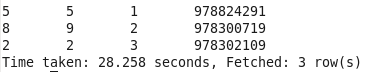 5	5	1	978824291
8	9	2	978300719
2	2	3	978302109
Time taken: 28.258 seconds, Fetched: 3 row(s)